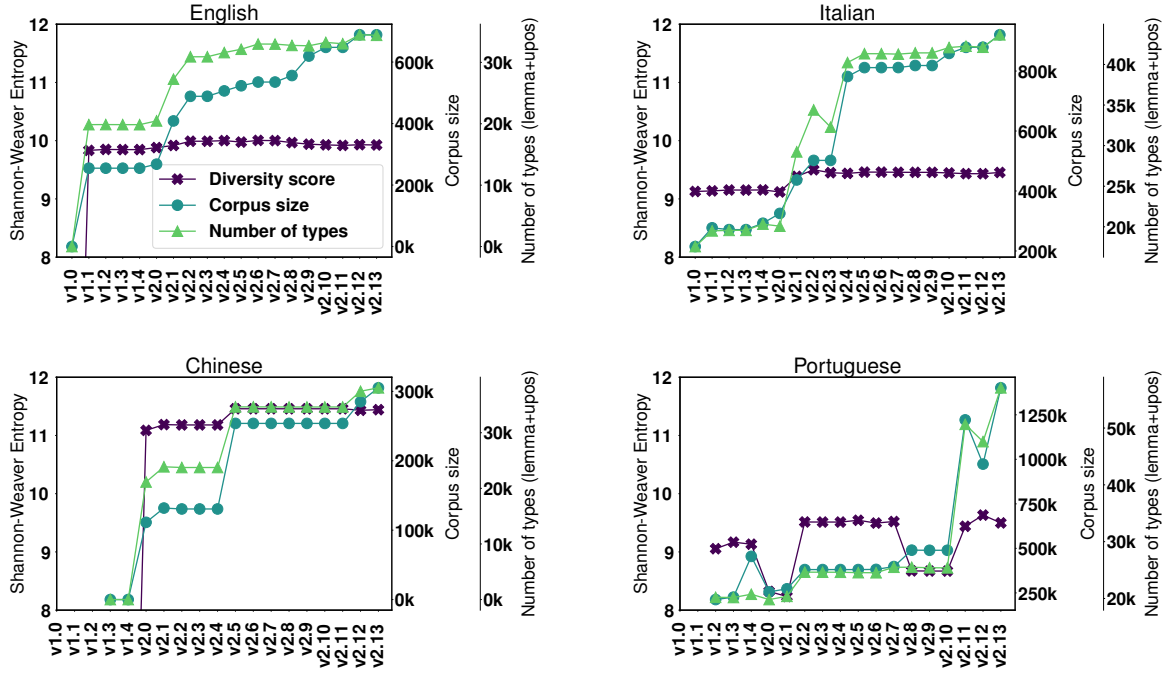 English
Shannon-Weaver Entropy
12
11
10
9
8
Diversity score
Corpus size
Number of types
600k
400k
200k
0k
Corpus size
30k
20k
10k
0k
Number of types (lemma+upos)
v1.0
v1.1
v1.2
v1.3
v1.4
v2.0
v2.1
v2.2
v2.3
v2.4
v2.5
v2.6
v2.7
v2.8
v2.9
v2.10
v2.11
v2.12
v2.13
Italian
Shannon-Weaver Entropy
12
11
10
9
8
800k
600k
400k
200k
Corpus size
40k
35k
30k
25k
20k
Number of types (lemma+upos)
v1.0
v1.1
v1.2
v1.3
v1.4
v2.0
v2.1
v2.2
v2.3
v2.4
v2.5
v2.6
v2.7
v2.8
v2.9
v2.10
v2.11
v2.12
v2.13
Chinese
Shannon-Weaver Entropy
12
11
10
9
8
300k
200k
100k
0k
Corpus size
30k
20k
10k
0k
Number of types (lemma+upos)
v1.0
v1.1
v1.2
v1.3
v1.4
v2.0
v2.1
v2.2
v2.3
v2.4
v2.5
v2.6
v2.7
v2.8
v2.9
v2.10
v2.11
v2.12
v2.13
Portuguese
Shannon-Weaver Entropy
12
11
10
9
8
1250k
1000k
750k
500k
250k
Corpus size
50k
40k
30k
20k
Number of types (lemma+upos)
v1.0
v1.1
v1.2
v1.3
v1.4
v2.0
v2.1
v2.2
v2.3
v2.4
v2.5
v2.6
v2.7
v2.8
v2.9
v2.10
v2.11
v2.12
v2.13